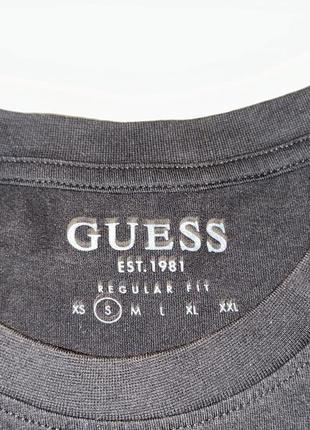 GUESS
EST.1981
REGULAR FIT
XS S M L XL XXL